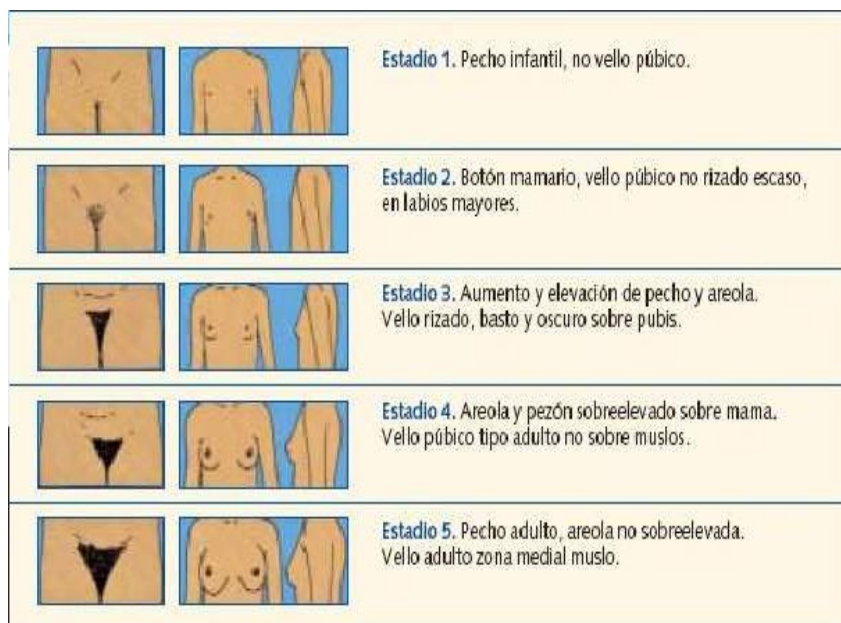 Estadio 1. Pecho infantil, no vello púbico.
Estadio 2. Botón mamario, vello púbico no rizado escaso,
en labios mayores.
Estadio 3. Aumento y elevación de pecho y areola.
Vello rizado, basto y oscuro sobre pubis.
Estadio 4. Areola y pezón sobreelevado sobre mama.
Vello púbico tipo adulto no sobre muslos.
Estadio 5. Pecho adulto, areola no sobreelevada.
Vello adulto zona medial muslo.